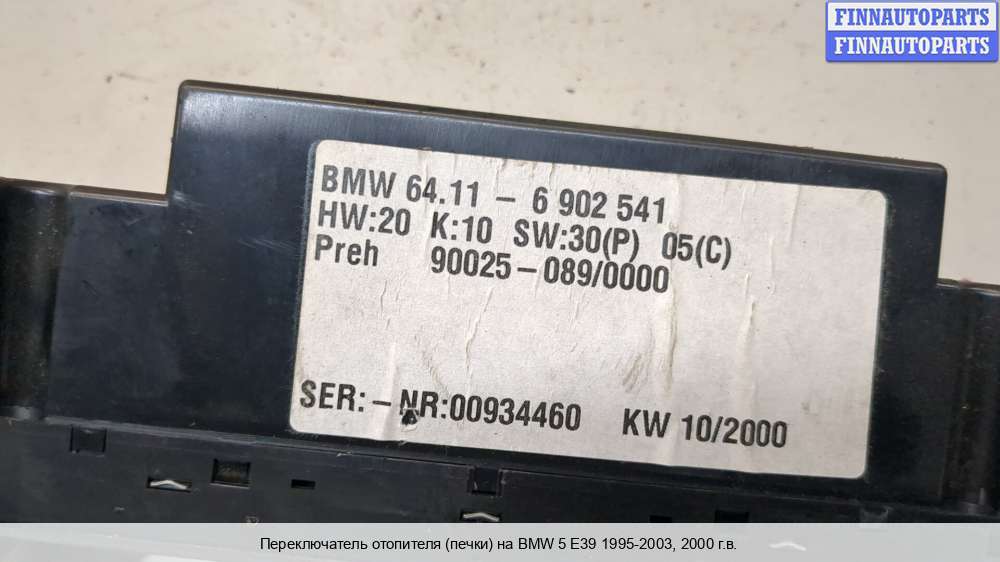 FINNAUTOPARTS
FINNAUTOPARTS
BMW 64.11 - 6 902 541
HW:20 K:10 SW:30(P) 05(C)
Preh 90025-089/0000
SER:-NR:00934460 KW 10/2000
Переключатель отопителя (печки) на BMW 5 E39 1995-2003, 2000 г.в.